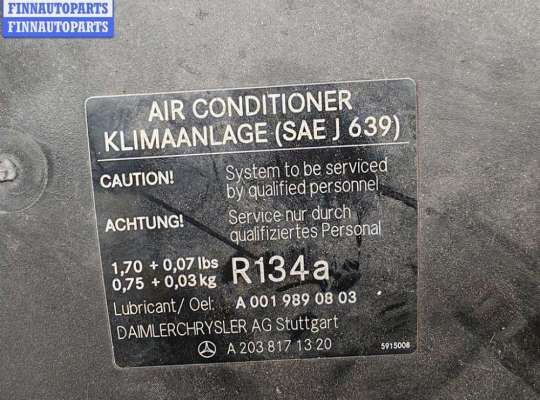 FINNAUTOPARTS
FINNAUTOPARTS
AIR CONDITIONER
KLIMAANLAGE (SAE J 639)
CAUTION! System to be serviced
by qualified personnel
ACHTUNG! Service nur durch
qualifiziertes Personal
1,70 + 0,07 lbs
0,75 + 0,03 kg R134a
Lubricant/ Oel: A 001 989 08 03
DAIMLERCHRYSLER AG Stuttgart
A 203 817 13 20 5915008